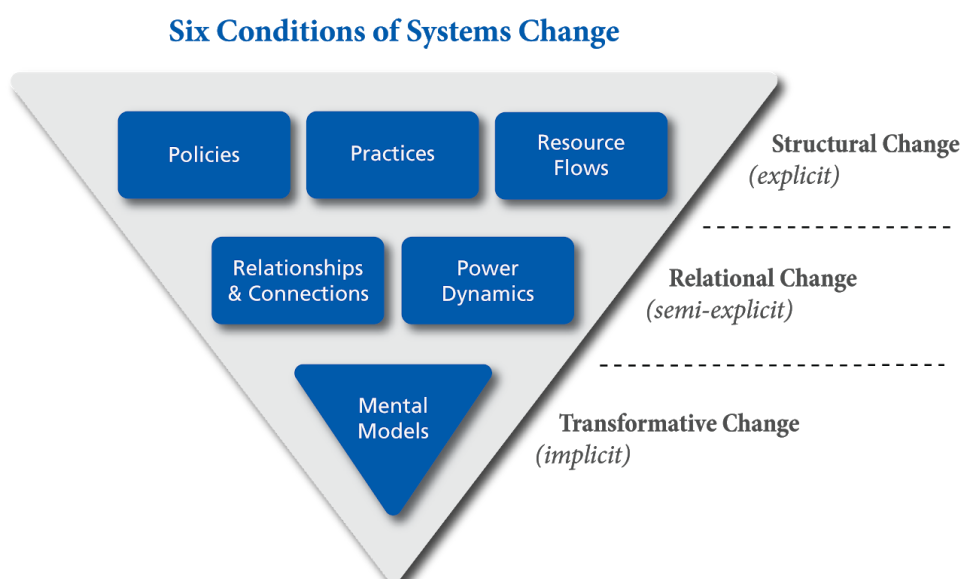 Six Conditions of Systems Change
Policies
Practices
Resource
Flows
Structural Change
(explicit)
Relationships
& Connections
Power
Dynamics
Relational Change
(semi-explicit)
Mental
Models
Transformative Change
(implicit)